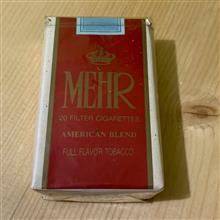 MEHR
20 FILTER CIGARETTES
AMERICAN BLEND
FULL FLAVOR TOBACCO